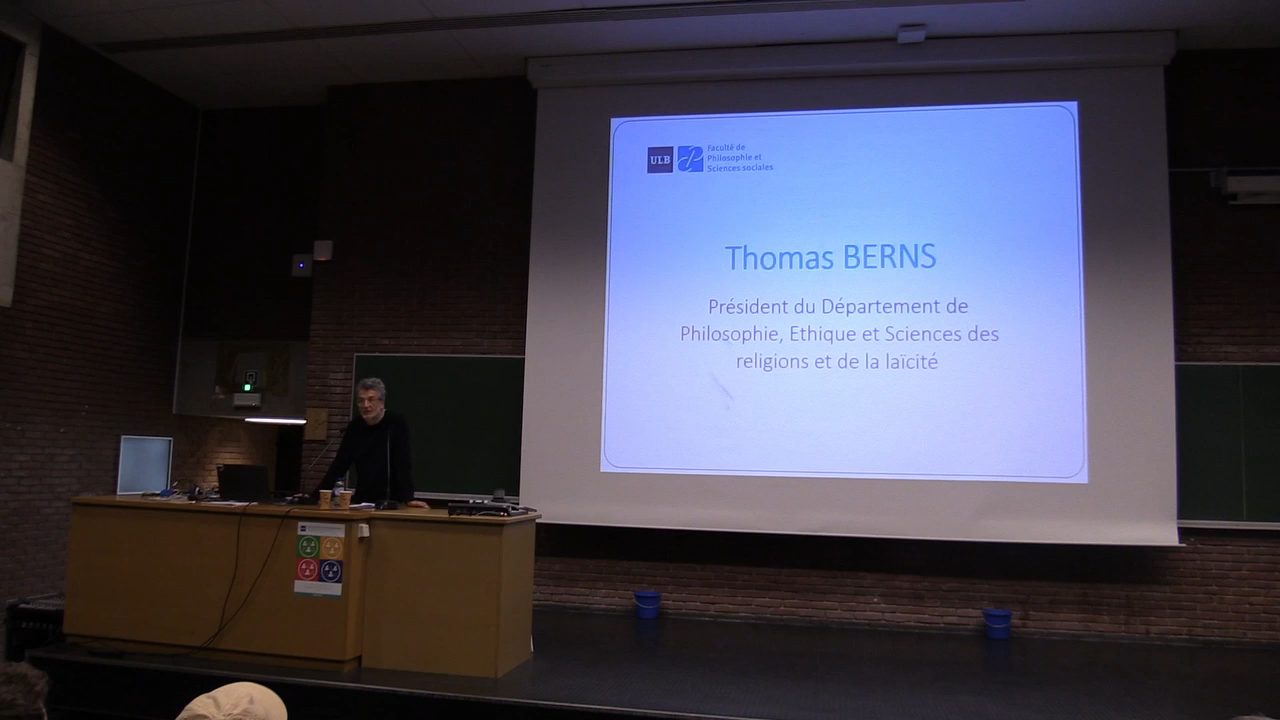 ULB
Faculté de
Philosophie et
Sciences sociales
Thomas BERNS
Président du Département de
Philosophie, Ethique et Sciences des
religions et de la laïcité